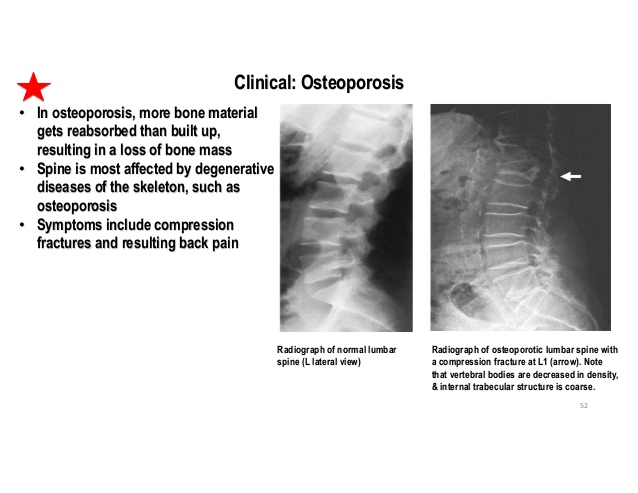 Clinical: Osteoporosis
• In osteoporosis, more bone material
gets reabsorbed than built up,
resulting in a loss of bone mass
• Spine is most affected by degenerative
diseases of the skeleton, such as
osteoporosis
• Symptoms include compression
fractures and resulting back pain
Radiograph of normal lumbar
spine (L lateral view)
Radiograph of osteoporotic lumbar spine with
a compression fracture at L1 (arrow). Note
that vertebral bodies are decreased in density,
& internal trabecular structure is coarse.
52